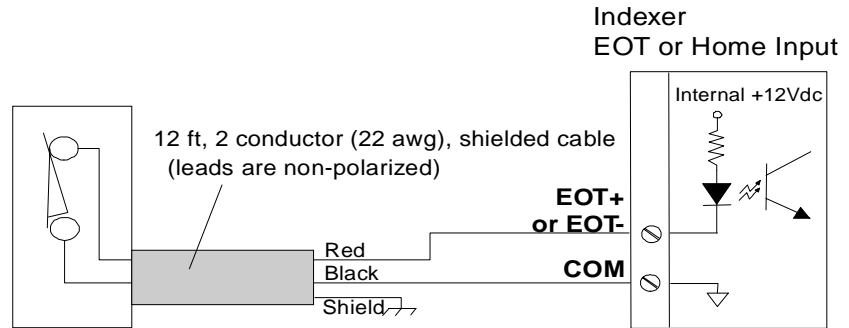 Indexer
EOT or Home Input
Internal +12Vdc
12 ft, 2 conductor (22 awg), shielded cable
(leads are non-polarized)
EOT+
or EOT-
Red
Black
COM
Shield